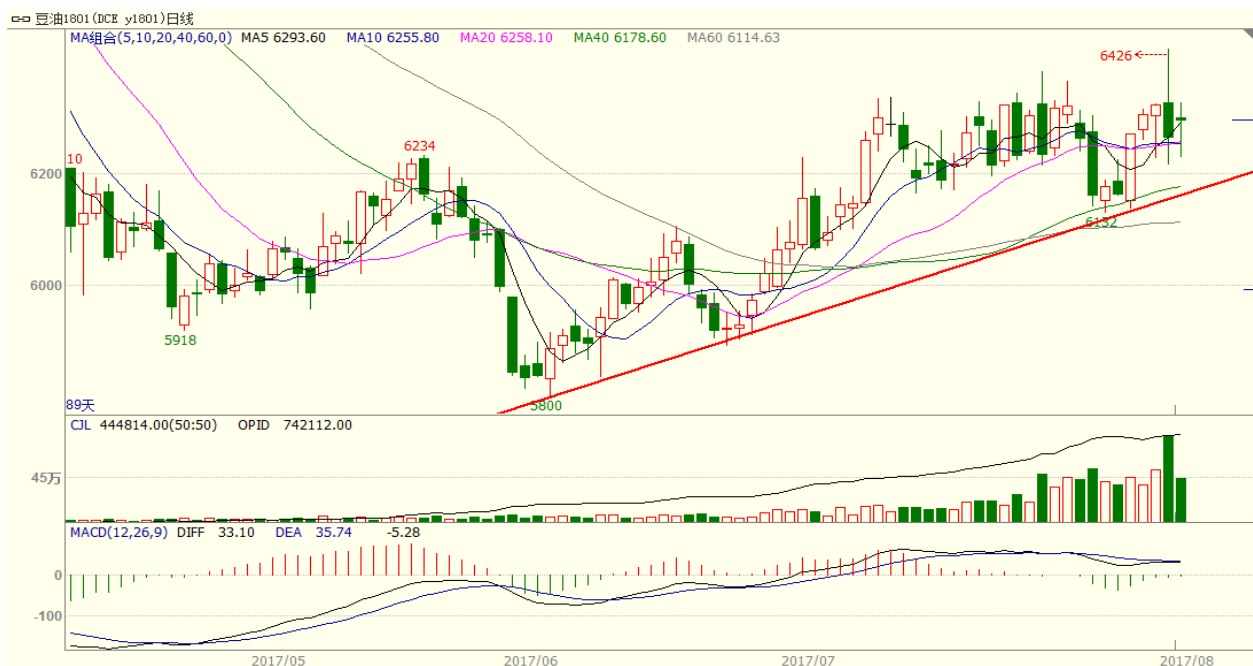 豆油1801(DCE y1801)日线
MA组合(5,10,20,40,60,0) MA5 6293.60 MA10 6255.80 MA20 6258.10 MA40 6178.60 MA60 6114.63
6426
6234
10
6200
6132
6000
5918
5800
89天
CJL 444814.00(50:50) OPID 742112.00
45万
MACD(12,26,9) DIFF 33.10 DEA 35.74 -5.28
0
-100
2017/05 2017/06 2017/07 2017/08